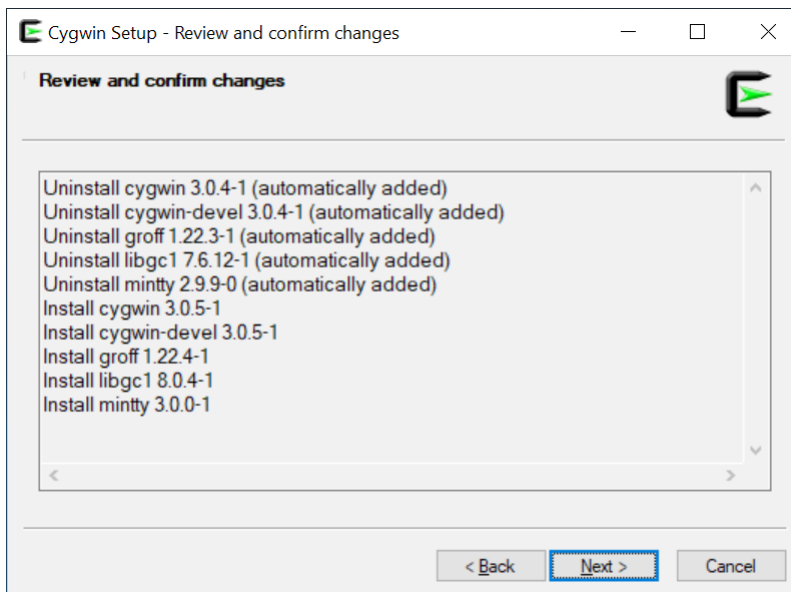 Cygwin Setup - Review and confirm changes
Review and confirm changes
Uninstall cygwin 3.0.4-1 (automatically added)
Uninstall cygwin-devel 3.0.4-1 (automatically added)
Uninstall groff 1.22.3-1 (automatically added)
Uninstall libgc1 7.6.12-1 (automatically added)
Uninstall mintty 2.9.9-0 (automatically added)
Install cygwin 3.0.5-1
Install cygwin-devel 3.0.5-1
Install groff 1.22.4-1
Install libgc1 8.0.4-1
Install mintty 3.0.0-1
< Back Next > Cancel